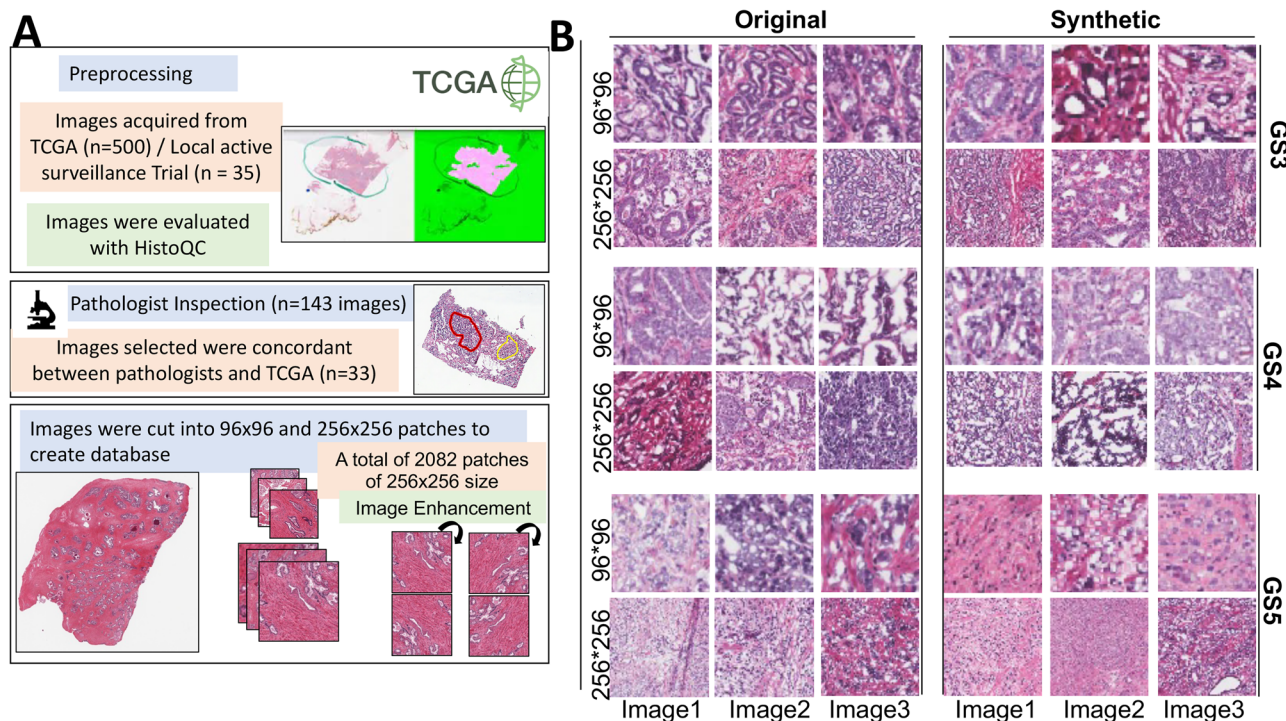 A
Preprocessing
TCGA
Images acquired from
TCGA (n=500) / Local active
surveillance Trial (n = 35)
Images were evaluated
with HistoQC
Pathologist Inspection (n=143 images)
Images selected were concordant
between pathologists and TCGA (n=33)
Images were cut into 96x96 and 256x256 patches to
create database
A total of 2082 patches
of 256x256 size
Image Enhancement
B
Original
Synthetic
96*96
256*256
GS3
96*96
256*256
GS4
96*96
256*256
GS5
Image1 Image2 Image3
Image1 Image2 Image3